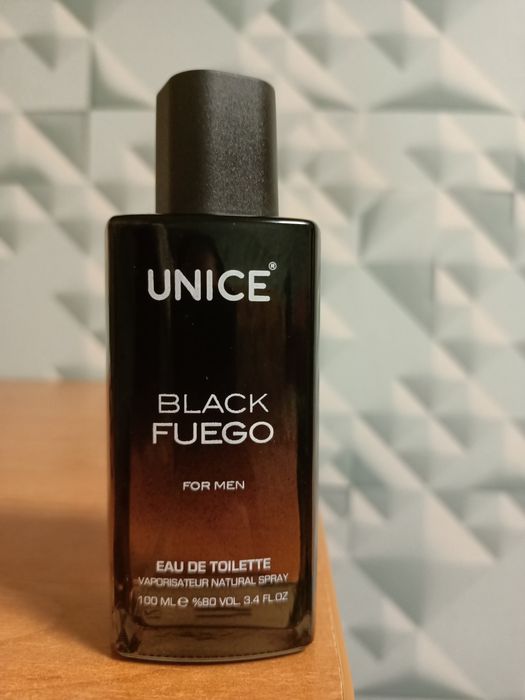 UNICE®
BLACK
FUEGO
FOR MEN
EAU DE TOILETTE
VAPORISATEUR NATURAL SPRAY
100 ML ℮ %80 VOL. 3.4 FL.OZ